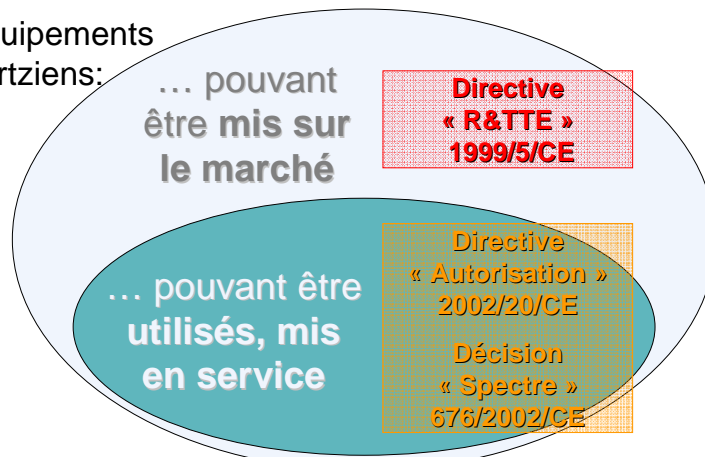 uipements
rtziens:
… pouvant
être mis sur
le marché
Directive
« R&TTE »
1999/5/CE
… pouvant être
utilisés, mis
en service
Directive
« Autorisation »
2002/20/CE
Décision
« Spectre »
676/2002/CE